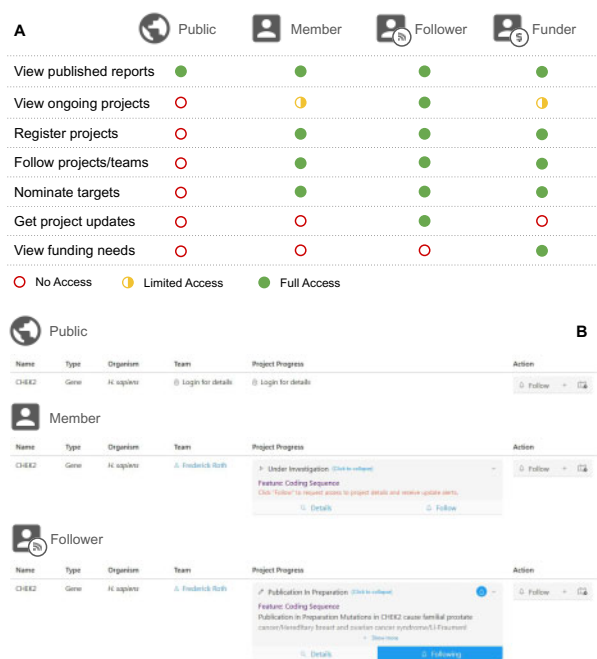 A Public Member Follower Funder
View published reports
View ongoing projects
Register projects
Follow projects/teams
Nominate targets
Get project updates
View funding needs
No Access Limited Access Full Access
Public B
Name Type Organism Team Project Progress Action
CHEK2 Gene H. sapiens Login for details Login for details Follow
Member
Name Type Organism Team Project Progress Action
CHEK2 Gene H. sapiens Frederick Roth Under Investigation (Click to collapse) Follow
Feature: Coding Sequence
Click "Follow" to request access to project details and receive update alerts.
Details Follow
Follower
Name Type Organism Team Project Progress Action
CHEK2 Gene H. sapiens Frederick Roth Publication In Preparation (Click to collapse) Follow
Feature: Coding Sequence
Publication in Preparation Mutations in CHEK2 cause familial prostate
cancer/Hereditary breast and ovarian cancer syndrome/Li-Fraumeni
Show more
Details Following